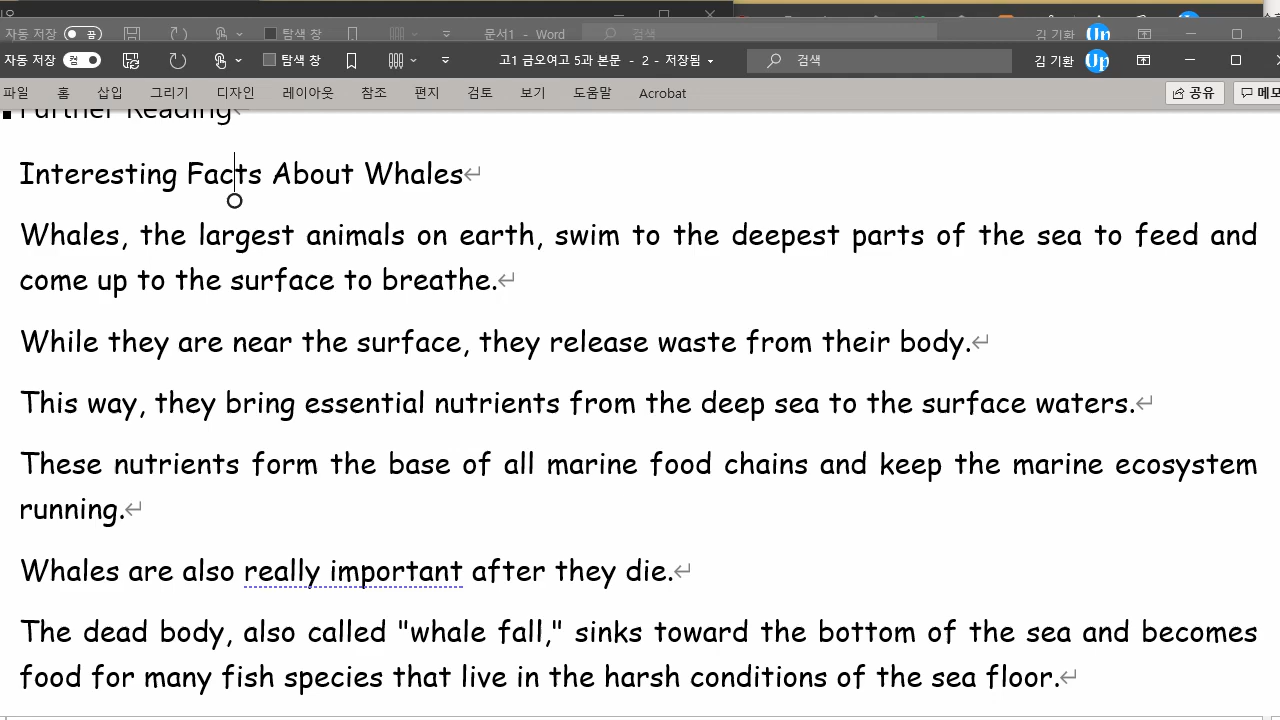 자동 저장 탐색 창 문서1 - Word 검색 김 기환
자동 저장 컴 탐색 창 고1 금오여고 5과 본문 - 2 - 저장됨 검색 김 기환
파일 홈 삽입 그리기 디자인 레이아웃 참조 편지 검토 보기 도움말 Acrobat 공유 메모
Further Reading
Interesting Facts About Whales
Whales, the largest animals on earth, swim to the deepest parts of the sea to feed and
come up to the surface to breathe.
While they are near the surface, they release waste from their body.
This way, they bring essential nutrients from the deep sea to the surface waters.
These nutrients form the base of all marine food chains and keep the marine ecosystem
running.
Whales are also really important after they die.
The dead body, also called "whale fall," sinks toward the bottom of the sea and becomes
food for many fish species that live in the harsh conditions of the sea floor.